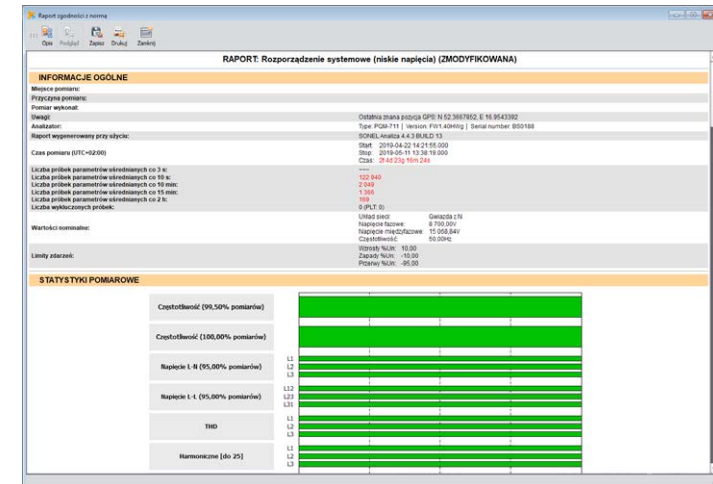 Raport zgodności z normą
Opis Podgląd Zapisz Drukuj Zamknij
RAPORT: Rozporządzenie systemowe (niskie napięcia) (ZMODYFIKOWANA)
INFORMACJE OGÓLNE
Miejsce pomiaru:
Przyczyna pomiaru:
Pomiar wykonał:
Uwagi: Ostatnia znana pozycja GPS: N 52.3667852, E 16.9543392
Analizator: Type: PQM-711 | Version: FW1.40HWg | Serial number: BS0188
Raport wygenerowany przy użyciu: SONEL Analiza 4.4.3 BUILD 13
Czas pomiaru (UTC+02:00)
Start: 2019-04-22 14:21:55.000
Stop: 2019-05-11 13:38:19.000
Czas: 2t 4d 23g 16m 24s
Liczba próbek parametrów uśrednianych co 3 s: ----
Liczba próbek parametrów uśrednianych co 10 s: 122 949
Liczba próbek parametrów uśrednianych co 10 min: 2 049
Liczba próbek parametrów uśrednianych co 15 min: 1 366
Liczba próbek parametrów uśrednianych co 2 h: 169
Liczba wykluczonych próbek: 0 (PLT: 0)
Wartości nominalne:
Układ sieci: Gwiazda z N
Napięcie fazowe: 8 700,00V
Napięcie międzyfazowe: 15 068,84V
Częstotliwość: 50,00Hz
Limity zdarzeń:
Wzrosty %Un: 10,00
Zapady %Un: -10,00
Przerwy %Un: -95,00
STATYSTYKI POMIAROWE
Częstotliwość (99,50% pomiarów)
Częstotliwość (100,00% pomiarów)
Napięcie L-N (95,00% pomiarów)
L1
L2
L3
Napięcie L-L (95,00% pomiarów)
L12
L23
L31
THD
L1
L2
L3
Harmoniczne [do 25]
L1
L2
L3